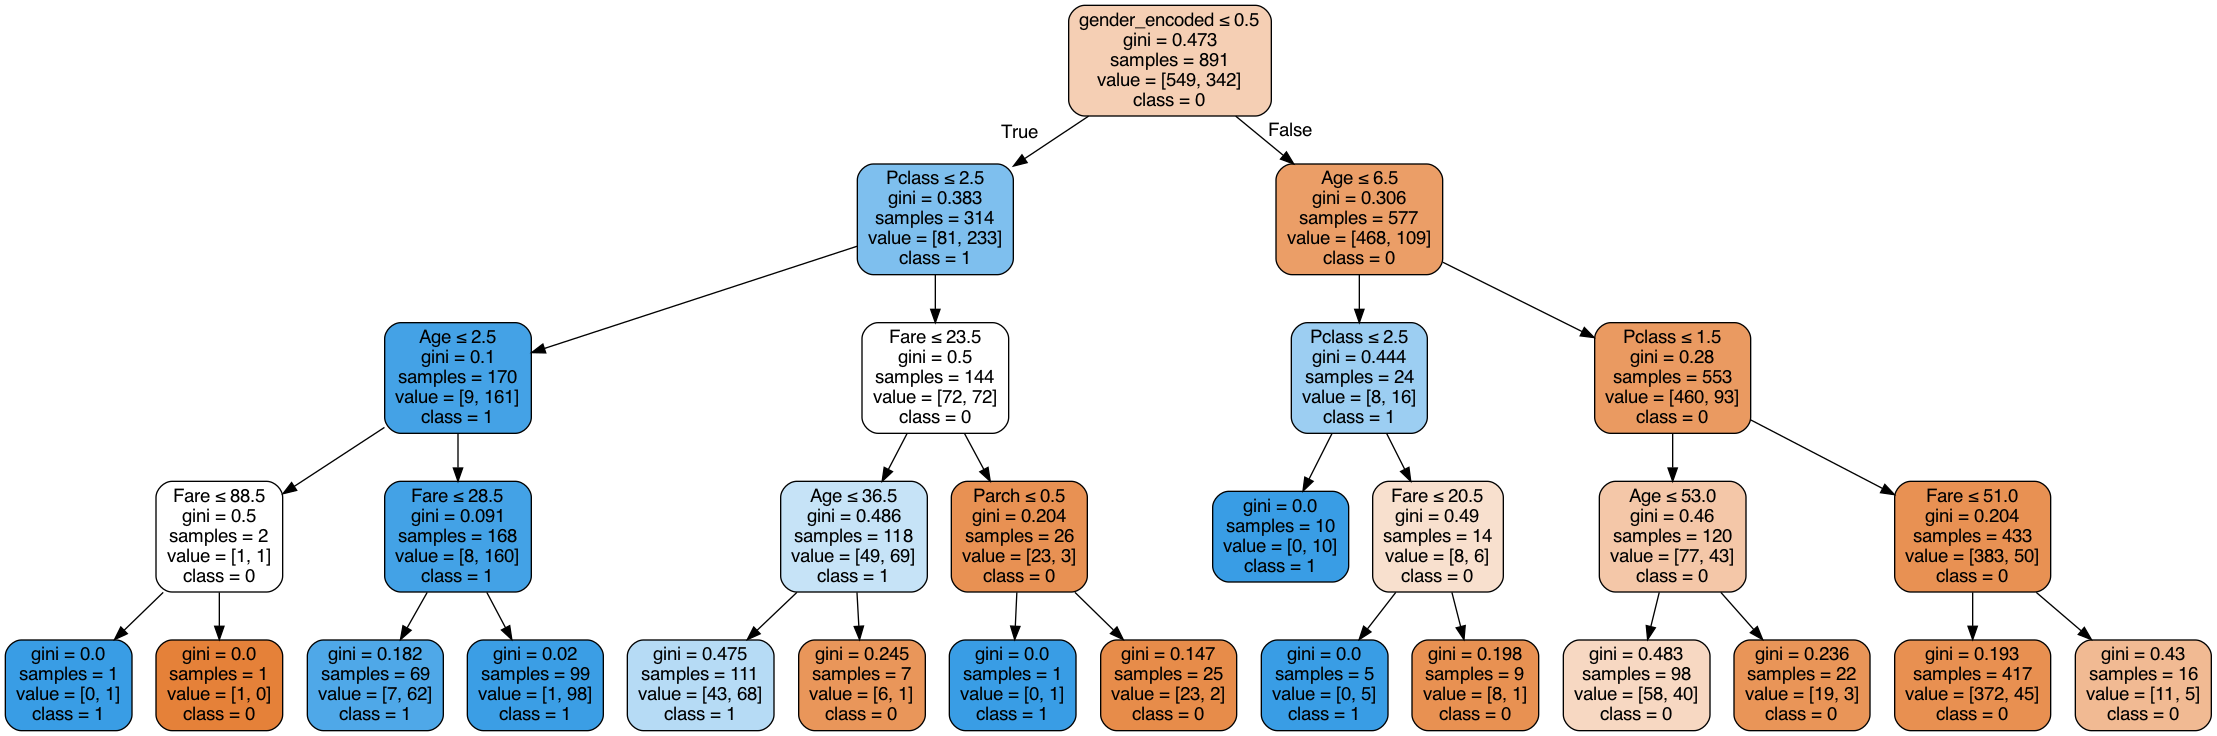 gender_encoded ≤ 0.5
gini = 0.473
samples = 891
value = [549, 342]
class = 0
True
False
Pclass ≤ 2.5
gini = 0.383
samples = 314
value = [81, 233]
class = 1
Age ≤ 6.5
gini = 0.306
samples = 577
value = [468, 109]
class = 0
Age ≤ 2.5
gini = 0.1
samples = 170
value = [9, 161]
class = 1
Fare ≤ 23.5
gini = 0.5
samples = 144
value = [72, 72]
class = 0
Pclass ≤ 2.5
gini = 0.444
samples = 24
value = [8, 16]
class = 1
Pclass ≤ 1.5
gini = 0.28
samples = 553
value = [460, 93]
class = 0
Fare ≤ 88.5
gini = 0.5
samples = 2
value = [1, 1]
class = 0
Fare ≤ 28.5
gini = 0.091
samples = 168
value = [8, 160]
class = 1
Age ≤ 36.5
gini = 0.486
samples = 118
value = [49, 69]
class = 1
Parch ≤ 0.5
gini = 0.204
samples = 26
value = [23, 3]
class = 0
gini = 0.0
samples = 10
value = [0, 10]
class = 1
Fare ≤ 20.5
gini = 0.49
samples = 14
value = [8, 6]
class = 0
Age ≤ 53.0
gini = 0.46
samples = 120
value = [77, 43]
class = 0
Fare ≤ 51.0
gini = 0.204
samples = 433
value = [383, 50]
class = 0
gini = 0.0
samples = 1
value = [0, 1]
class = 1
gini = 0.0
samples = 1
value = [1, 0]
class = 0
gini = 0.182
samples = 69
value = [7, 62]
class = 1
gini = 0.02
samples = 99
value = [1, 98]
class = 1
gini = 0.475
samples = 111
value = [43, 68]
class = 1
gini = 0.245
samples = 7
value = [6, 1]
class = 0
gini = 0.0
samples = 1
value = [0, 1]
class = 1
gini = 0.147
samples = 25
value = [23, 2]
class = 0
gini = 0.0
samples = 5
value = [0, 5]
class = 1
gini = 0.198
samples = 9
value = [8, 1]
class = 0
gini = 0.483
samples = 98
value = [58, 40]
class = 0
gini = 0.236
samples = 22
value = [19, 3]
class = 0
gini = 0.193
samples = 417
value = [372, 45]
class = 0
gini = 0.43
samples = 16
value = [11, 5]
class = 0